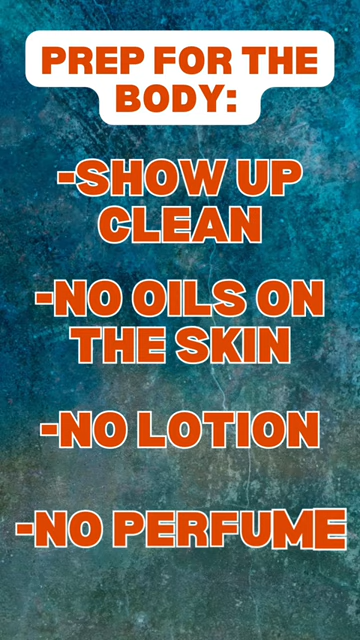 PREP FOR THE
BODY:
-SHOW UP
CLEAN
-NO OILS ON
THE SKIN
-NO LOTION
-NO PERFUME